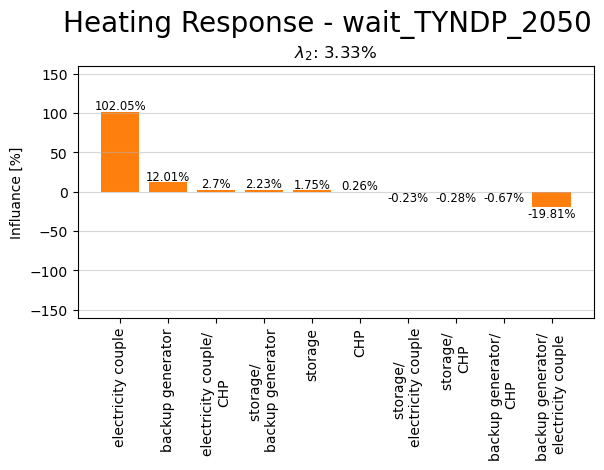 Heating Response - wait_TYNDP_2050
λ₂: 3.33%
Influance [%]
150
100
50
0
−50
−100
−150
102.05%
12.01%
2.7%
2.23%
1.75%
0.26%
-0.23%
-0.28%
-0.67%
-19.81%
electricity couple
backup generator
electricity couple/
CHP
storage/
backup generator
storage
CHP
storage/
electricity couple
storage/
CHP
backup generator/
CHP
backup generator/
electricity couple